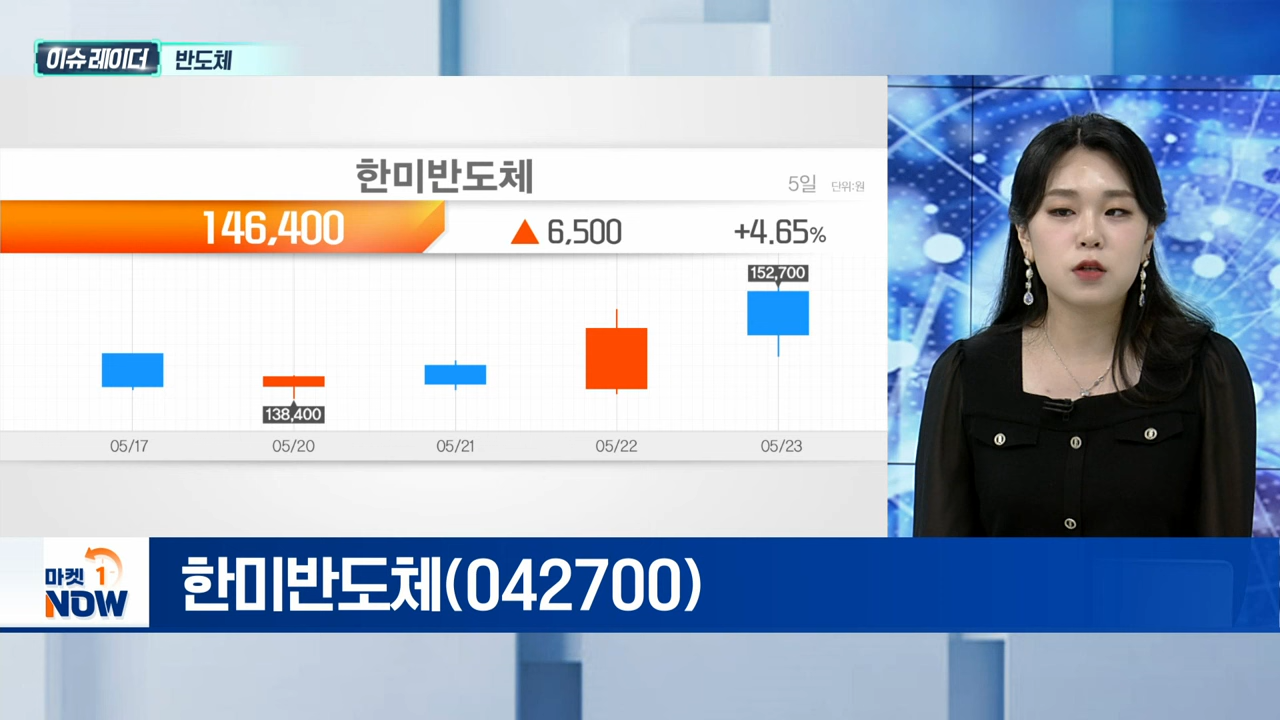 이슈 레이더 반도체
한미반도체
5일 단위:원
146,400 ▲ 6,500 +4.65%
152,700
138,400
05/17 05/20 05/21 05/22 05/23
마켓 1
NOW
한미반도체(042700)